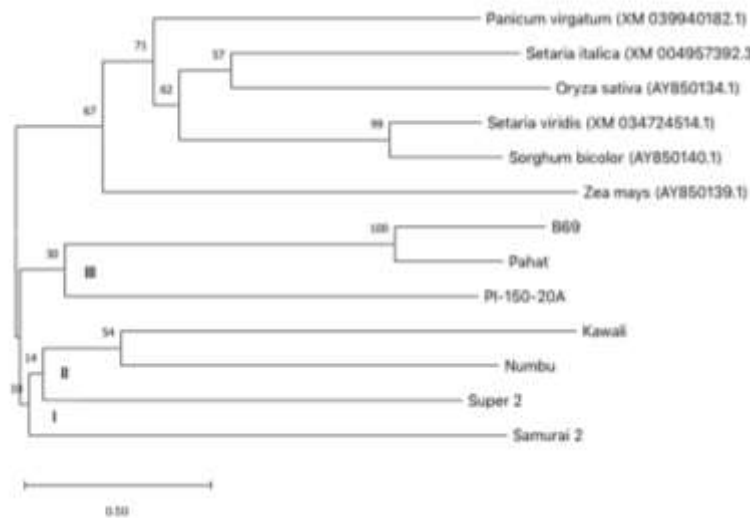 Panicum virgatum (XM 039940182.1)
71
57
Setaria italica (XM 004957392.3
62
Oryza sativa (AY850134.1)
67
99
Setaria viridis (XM 034724514.1)
Sorghum bicolor (AY850140.1)
Zea mays (AY850139.1)
100
B69
30
III
Pahat
PI-150-20A
54
Kawali
14
II
Numbu
Super 2
I
Samurai 2
0.50